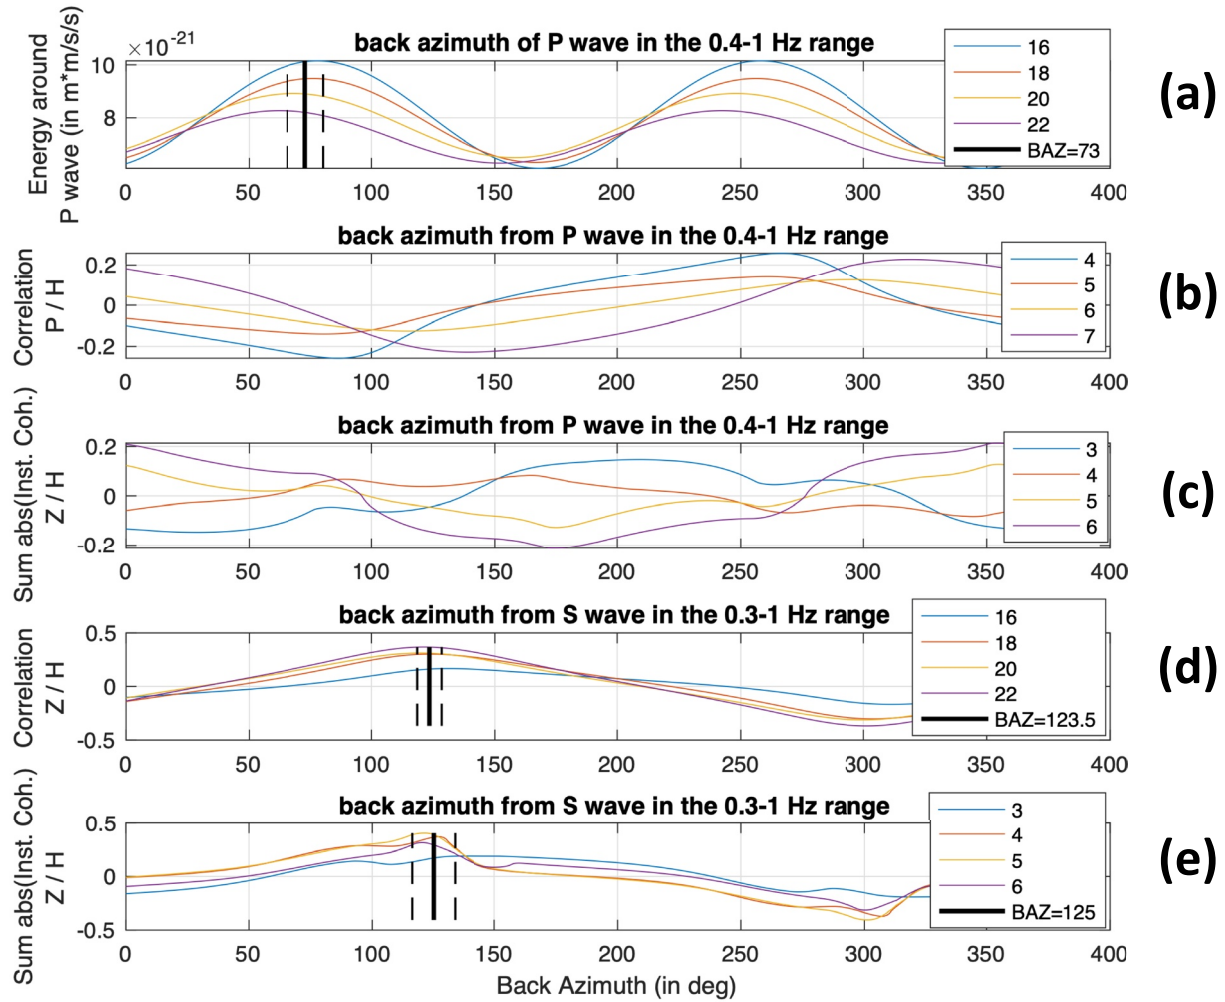 ×10^-21
back azimuth of P wave in the 0.4-1 Hz range
(a)
Energy around
P wave (in m*m/s/s)
10
8
0 50 100 150 200 250 300 350 400
16
18
20
22
BAZ=73
back azimuth from P wave in the 0.4-1 Hz range
(b)
Correlation
P / H
0.2
0
-0.2
0 50 100 150 200 250 300 350 400
4
5
6
7
back azimuth from P wave in the 0.4-1 Hz range
(c)
Sum abs(Inst. Coh.)
Z / H
0.2
0
-0.2
0 50 100 150 200 250 300 350 400
3
4
5
6
back azimuth from S wave in the 0.3-1 Hz range
(d)
Correlation
Z / H
0.5
0
-0.5
0 50 100 150 200 250 300 350 400
16
18
20
22
BAZ=123.5
back azimuth from S wave in the 0.3-1 Hz range
(e)
Sum abs(Inst. Coh.)
Z / H
0.5
0
-0.5
0 50 100 150 200 250 300 350 400
3
4
5
6
BAZ=125
Back Azimuth (in deg)